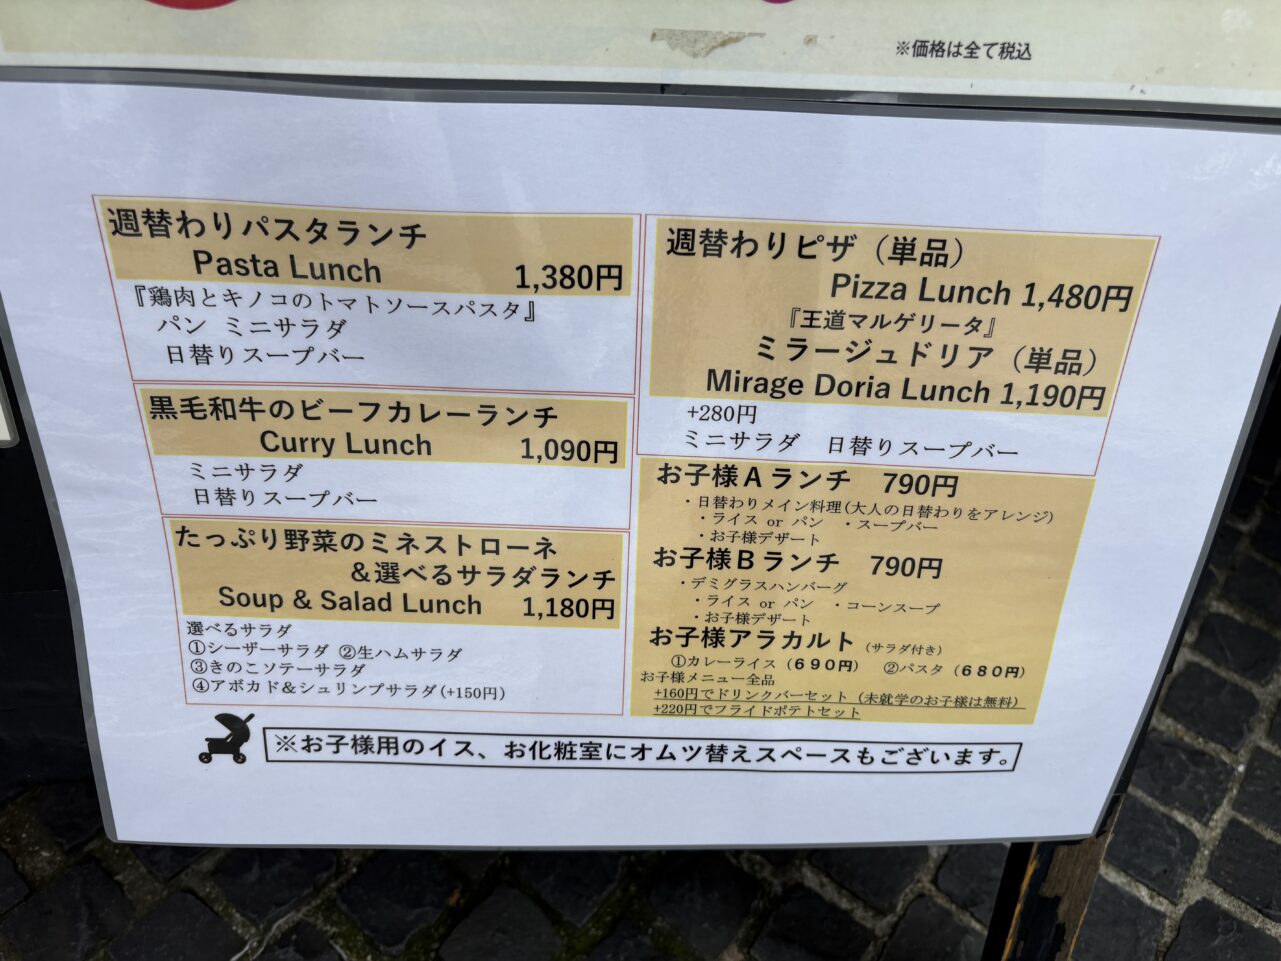 ※価格は全て税込
週替わりパスタランチ
Pasta Lunch 1,380円
『鶏肉とキノコのトマトソースパスタ』
パン ミニサラダ
日替りスープバー
黒毛和牛のビーフカレーランチ
Curry Lunch 1,090円
ミニサラダ
日替りスープバー
たっぷり野菜のミネストローネ
&選べるサラダランチ
Soup & Salad Lunch 1,180円
選べるサラダ
①シーザーサラダ ②生ハムサラダ
③きのこソテーサラダ
④アボカド&シュリンプサラダ(+150円)
週替わりピザ（単品）
Pizza Lunch 1,480円
『王道マルゲリータ』
ミラージュドリア（単品）
Mirage Doria Lunch 1,190円
+280円
ミニサラダ 日替りスープバー
お子様Aランチ 790円
・日替わりメイン料理(大人の日替わりをアレンジ)
・ライス or パン ・スープバー
・お子様デザート
お子様Bランチ 790円
・デミグラスハンバーグ
・ライス or パン ・コーンスープ
・お子様デザート
お子様アラカルト（サラダ付き）
①カレーライス（690円） ②パスタ（680円）
お子様メニュー全品
+160円でドリンクバーセット（未就学のお子様は無料）
+220円でフライドポテトセット
※お子様用のイス、お化粧室にオムツ替えスペースもございます。